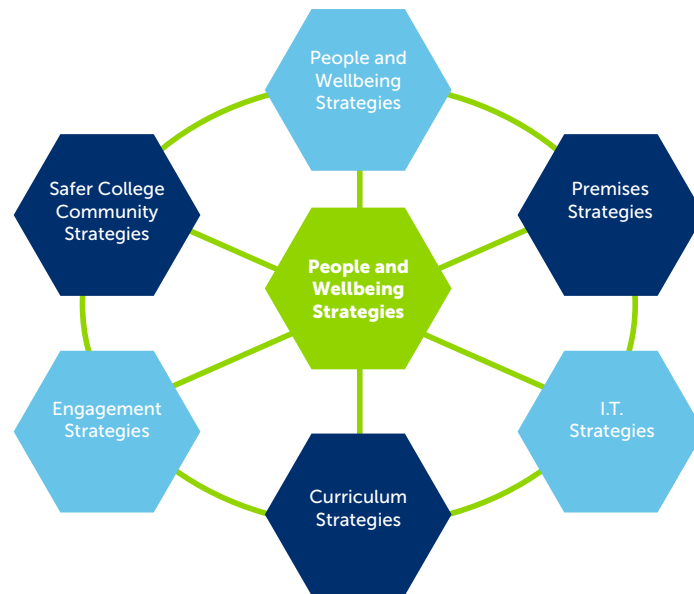 People and
Wellbeing
Strategies
Safer College
Community
Strategies
Premises
Strategies
People and
Wellbeing
Strategies
Engagement
Strategies
I.T.
Strategies
Curriculum
Strategies